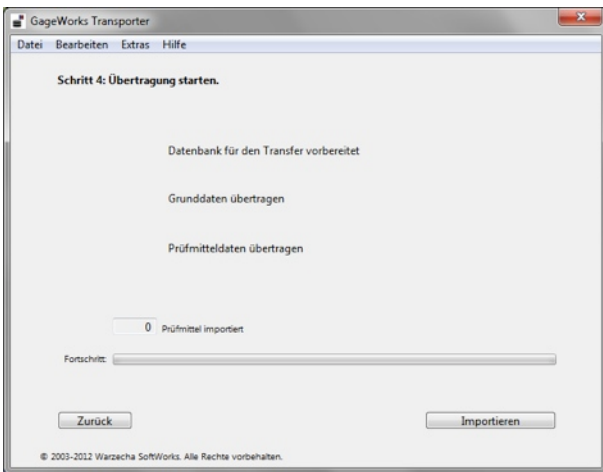 GageWorks Transporter
Datei Bearbeiten Extras Hilfe
Schritt 4: Übertragung starten.
Datenbank für den Transfer vorbereitet
Grunddaten übertragen
Prüfmitteldaten übertragen
0 Prüfmittel importiert
Fortschritt:
Zurück Importieren
© 2003-2012 Warzecha SoftWorks. Alle Rechte vorbehalten.